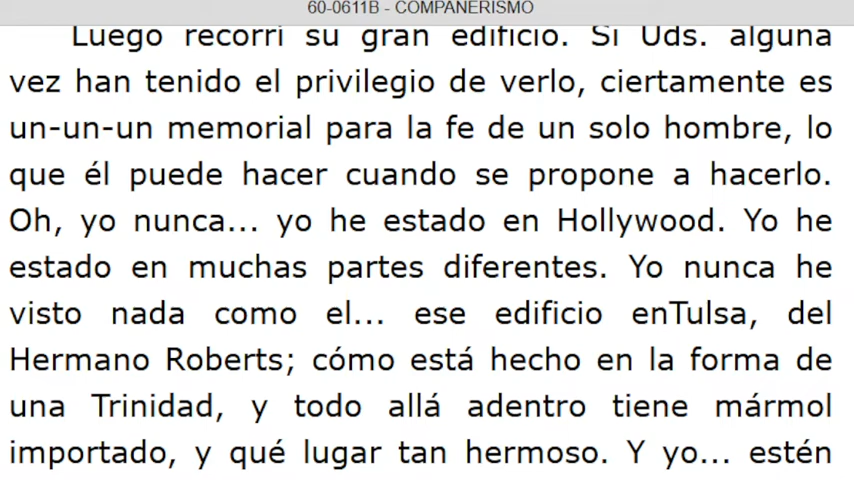 60-0611B - COMPAÑERISMO
Luego recorrí su gran edificio. Si Uds. alguna
vez han tenido el privilegio de verlo, ciertamente es
un-un-un memorial para la fe de un solo hombre, lo
que él puede hacer cuando se propone a hacerlo.
Oh, yo nunca... yo he estado en Hollywood. Yo he
estado en muchas partes diferentes. Yo nunca he
visto nada como el... ese edificio enTulsa, del
Hermano Roberts; cómo está hecho en la forma de
una Trinidad, y todo allá adentro tiene mármol
importado, y qué lugar tan hermoso. Y yo... estén